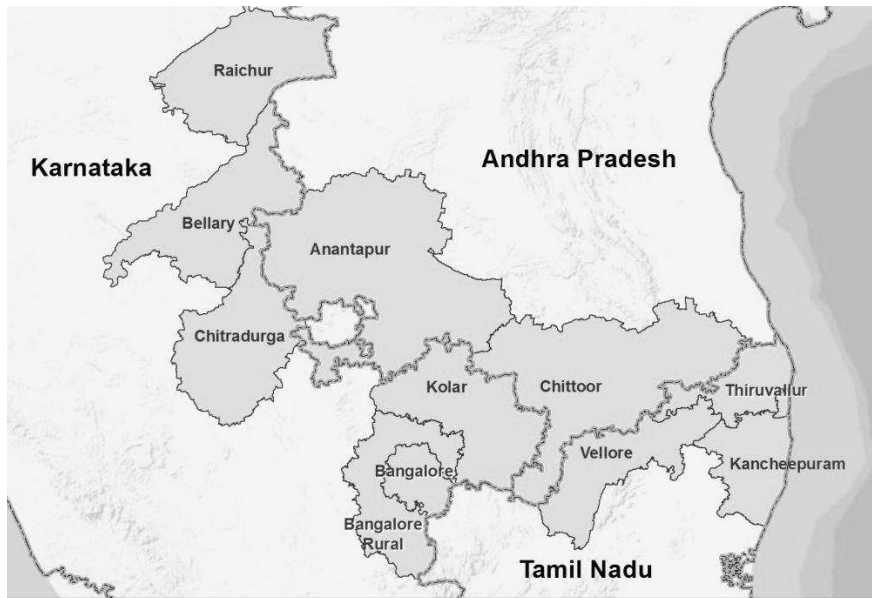 Raichur
Karnataka
Andhra Pradesh
Bellary
Anantapur
Chitradurga
Kolar
Chittoor
Thiruvallur
Vellore
Bangalore
Kancheepuram
Bangalore
Rural
Tamil Nadu